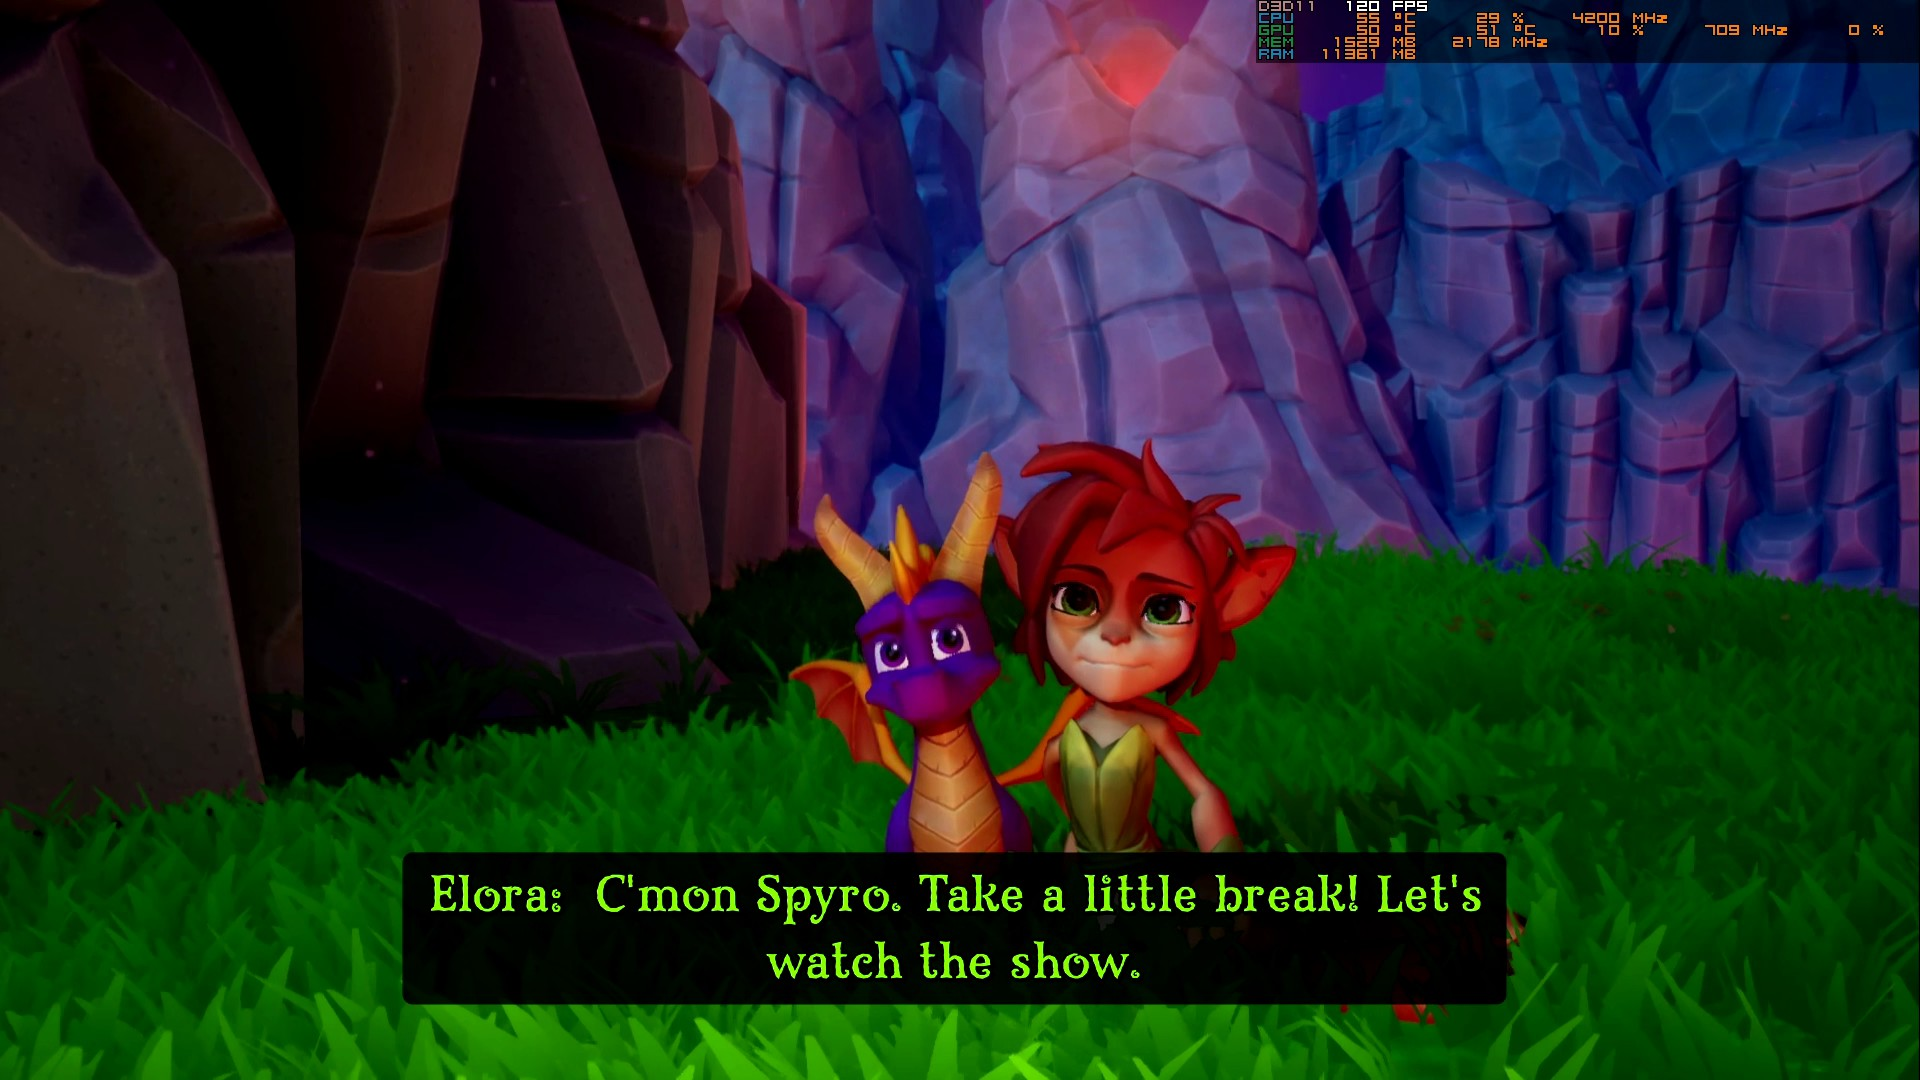 D3D11 120 FPS
CPU 55 °C 29 % 4200 MHz
GPU 50 °C 51 °C 10 % 709 MHz 0 %
MEM 1529 MB 2178 MHz
RAM 11361 MB
Elora: C'mon Spyro. Take a little break! Let's
watch the show.